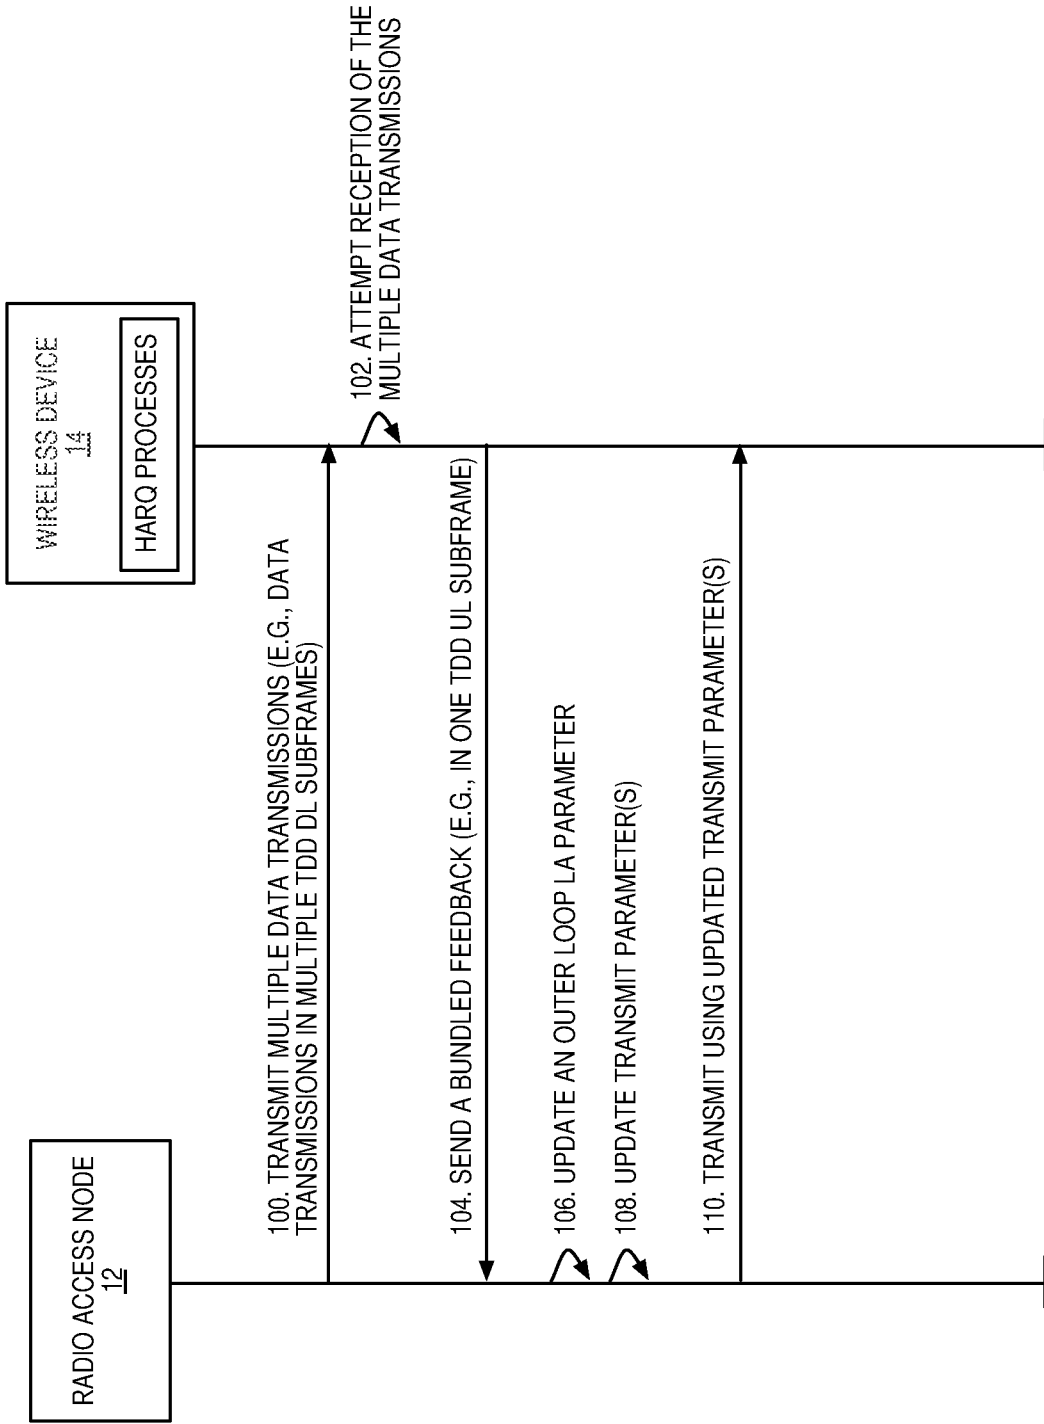 RADIO ACCESS NODE
12
WIRELESS DEVICE
14
HARQ PROCESSES
100. TRANSMIT MULTIPLE DATA TRANSMISSIONS (E.G., DATA
TRANSMISSIONS IN MULTIPLE TDD DL SUBFRAMES)
102. ATTEMPT RECEPTION OF THE
MULTIPLE DATA TRANSMISSIONS
104. SEND A BUNDLED FEEDBACK (E.G., IN ONE TDD UL SUBFRAME)
106. UPDATE AN OUTER LOOP LA PARAMETER
108. UPDATE TRANSMIT PARAMETER(S)
110. TRANSMIT USING UPDATED TRANSMIT PARAMETER(S)